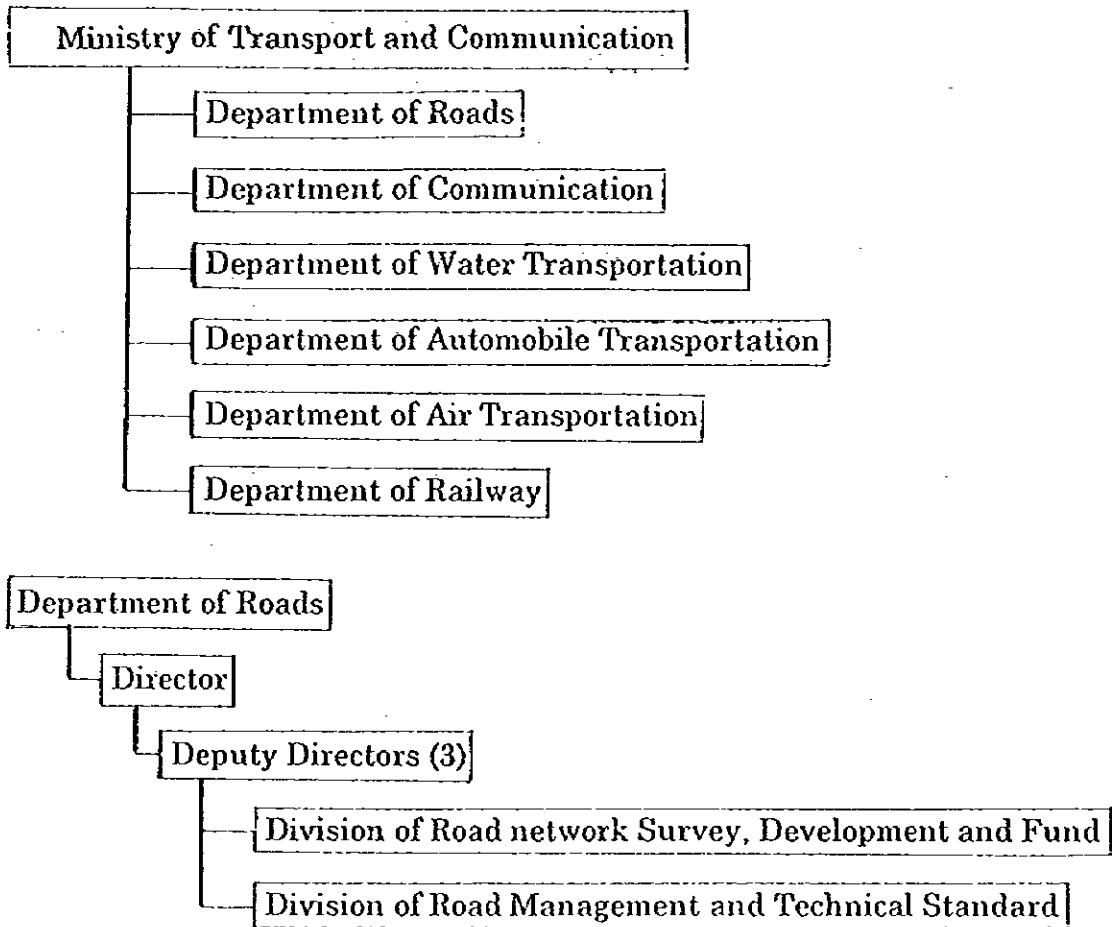 Ministry of Transport and Communication
Department of Roads
Department of Communication
Department of Water Transportation
Department of Automobile Transportation
Department of Air Transportation
Department of Railway
Department of Roads
Director
Deputy Directors (3)
Division of Road network Survey, Development and Fund
Division of Road Management and Technical Standard